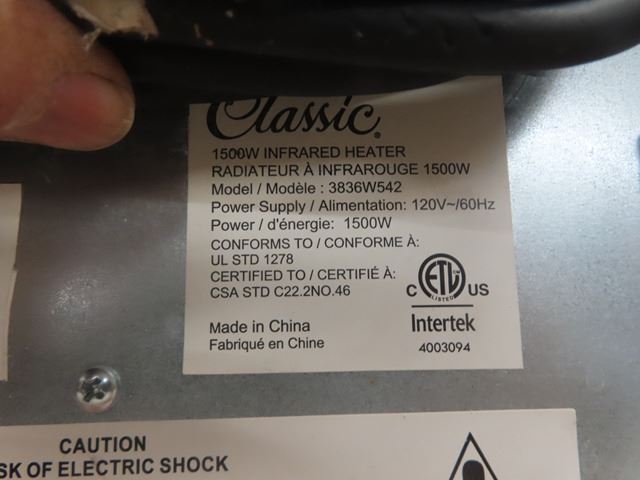 Classic®
1500W INFRARED HEATER
RADIATEUR À INFRAROUGE 1500W
Model / Modèle : 3836W542
Power Supply / Alimentation: 120V~/60Hz
Power / d'énergie: 1500W
CONFORMS TO / CONFORME À:
UL STD 1278
CERTIFIED TO / CERTIFIÉ À:
CSA STD C22.2NO.46
C ETL US
LISTED
Intertek
4003094
Made in China
Fabriqué en Chine
CAUTION
OF ELECTRIC SHOCK